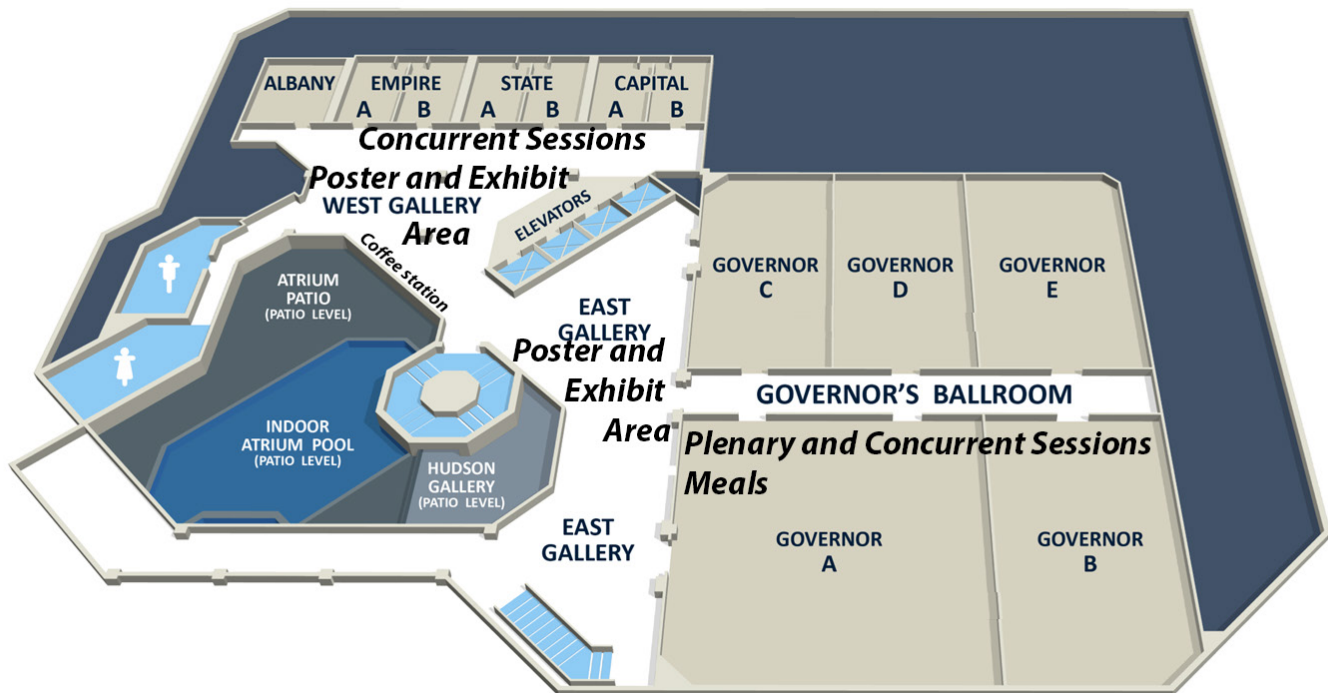 ALBANY
EMPIRE
A B
STATE
A B
CAPITAL
A B
Concurrent Sessions
Poster and Exhibit
WEST GALLERY
Area
ELEVATORS
Coffee station
ATRIUM
PATIO
(PATIO LEVEL)
INDOOR
ATRIUM POOL
(PATIO LEVEL)
HUDSON
GALLERY
(PATIO LEVEL)
EAST
GALLERY
Poster and
Exhibit
Area
EAST
GALLERY
GOVERNOR
C
GOVERNOR
D
GOVERNOR
E
GOVERNOR'S BALLROOM
Plenary and Concurrent Sessions
Meals
GOVERNOR
A
GOVERNOR
B